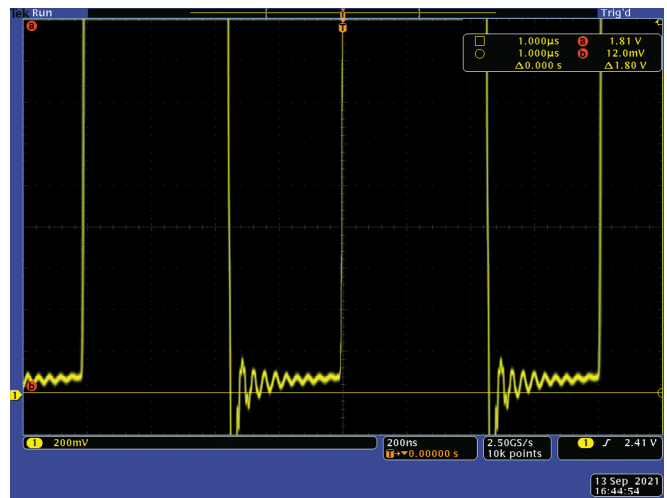 Tek Run Trig'd
T
T
a
1.000µs a 1.81 V
1.000µs b 12.0mV
Δ0.000 s Δ1.80 V
b
1
1 200mV
200ns
T→▼0.00000 s
2.50GS/s
10k points
1 2.41 V
13 Sep 2021
16:44:54